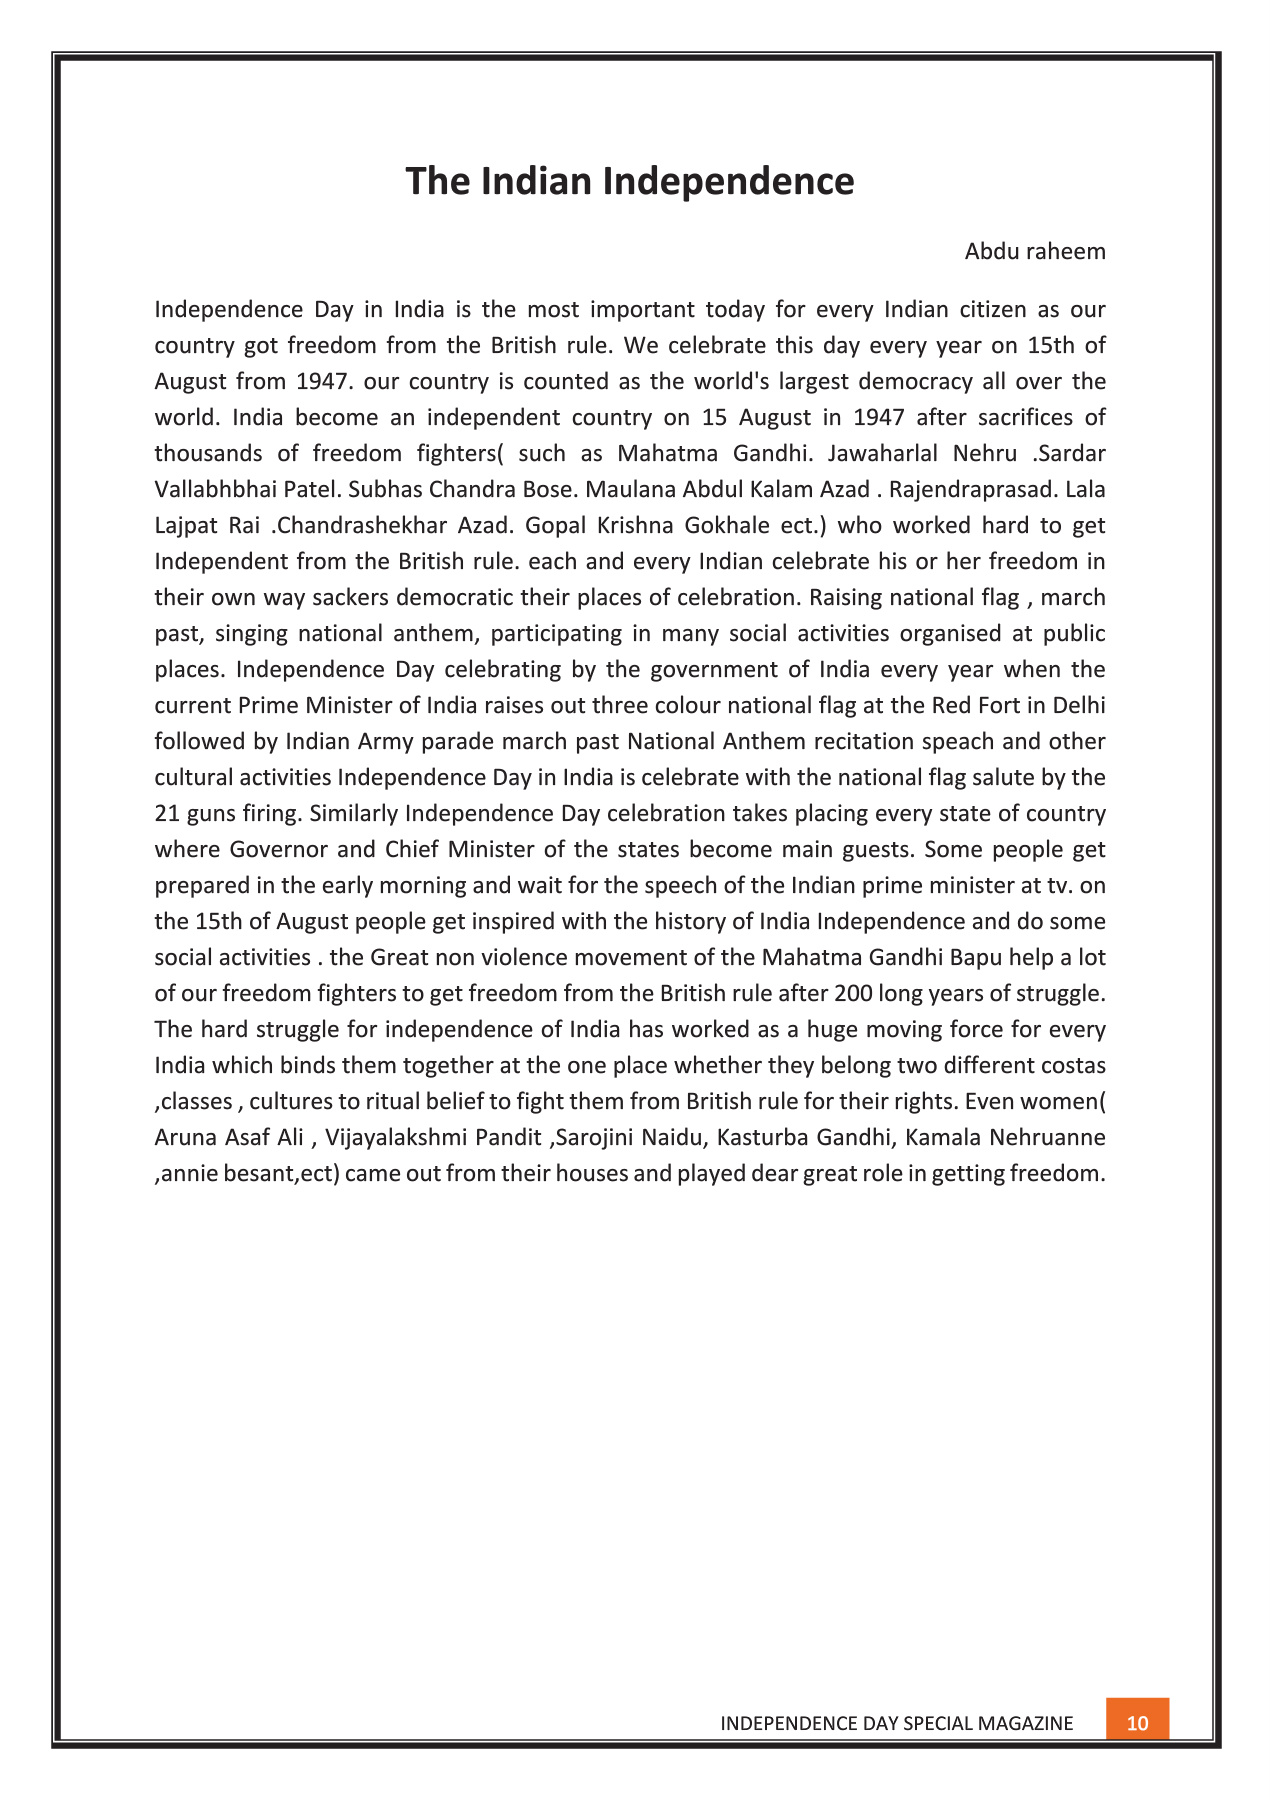 The Indian Independence
Abdu raheem
Independence Day in India is the most important today for every Indian citizen as our
country got freedom from the British rule. We celebrate this day every year on 15th of
August from 1947. our country is counted as the world's largest democracy all over the
world. India become an independent country on 15 August in 1947 after sacrifices of
thousands of freedom fighters( such as Mahatma Gandhi. Jawaharlal Nehru .Sardar
Vallabhbhai Patel. Subhas Chandra Bose. Maulana Abdul Kalam Azad . Rajendraprasad. Lala
Lajpat Rai .Chandrashekhar Azad. Gopal Krishna Gokhale ect.) who worked hard to get
Independent from the British rule. each and every Indian celebrate his or her freedom in
their own way sackers democratic their places of celebration. Raising national flag , march
past, singing national anthem, participating in many social activities organised at public
places. Independence Day celebrating by the government of India every year when the
current Prime Minister of India raises out three colour national flag at the Red Fort in Delhi
followed by Indian Army parade march past National Anthem recitation speach and other
cultural activities Independence Day in India is celebrate with the national flag salute by the
21 guns firing. Similarly Independence Day celebration takes placing every state of country
where Governor and Chief Minister of the states become main guests. Some people get
prepared in the early morning and wait for the speech of the Indian prime minister at tv. on
the 15th of August people get inspired with the history of India Independence and do some
social activities . the Great non violence movement of the Mahatma Gandhi Bapu help a lot
of our freedom fighters to get freedom from the British rule after 200 long years of struggle.
The hard struggle for independence of India has worked as a huge moving force for every
India which binds them together at the one place whether they belong two different costas
,classes , cultures to ritual belief to fight them from British rule for their rights. Even women(
Aruna Asaf Ali , Vijayalakshmi Pandit ,Sarojini Naidu, Kasturba Gandhi, Kamala Nehruanne
,annie besant,ect) came out from their houses and played dear great role in getting freedom.
INDEPENDENCE DAY SPECIAL MAGAZINE 10